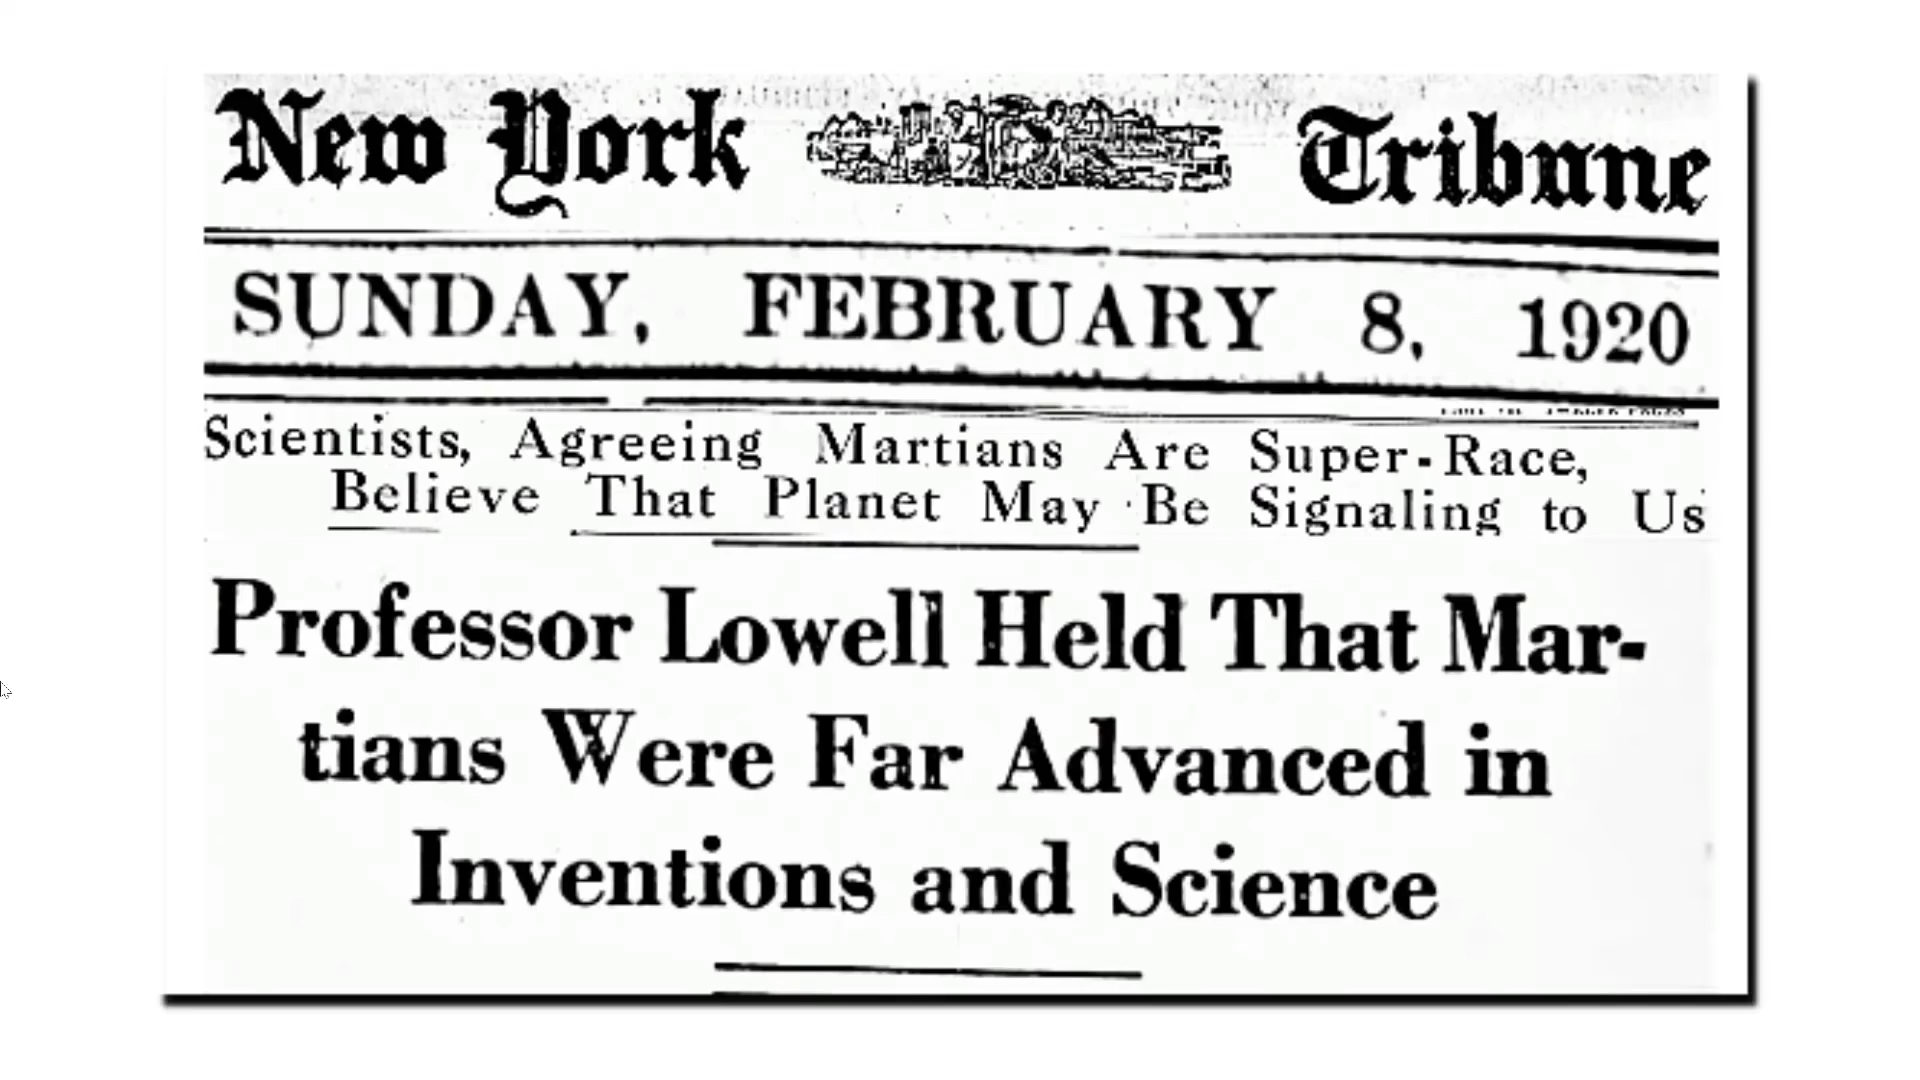 New York Tribune
SUNDAY, FEBRUARY 8, 1920
Scientists, Agreeing Martians Are Super-Race,
Believe That Planet May Be Signaling to Us
Professor Lowell Held That Mar-
tians Were Far Advanced in
Inventions and Science